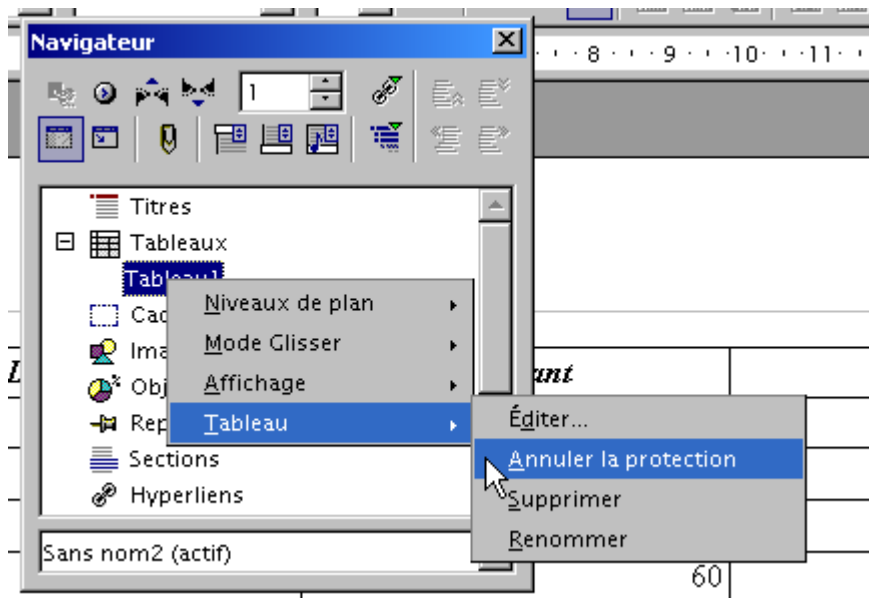 Navigateur
8 9 10 11
1
Titres
Tableaux
Tableau1
Niveaux de plan
Mode Glisser
Affichage
Tableau
Éditer...
Annuler la protection
Supprimer
Renommer
Sections
Hyperliens
Sans nom2 (actif)
60